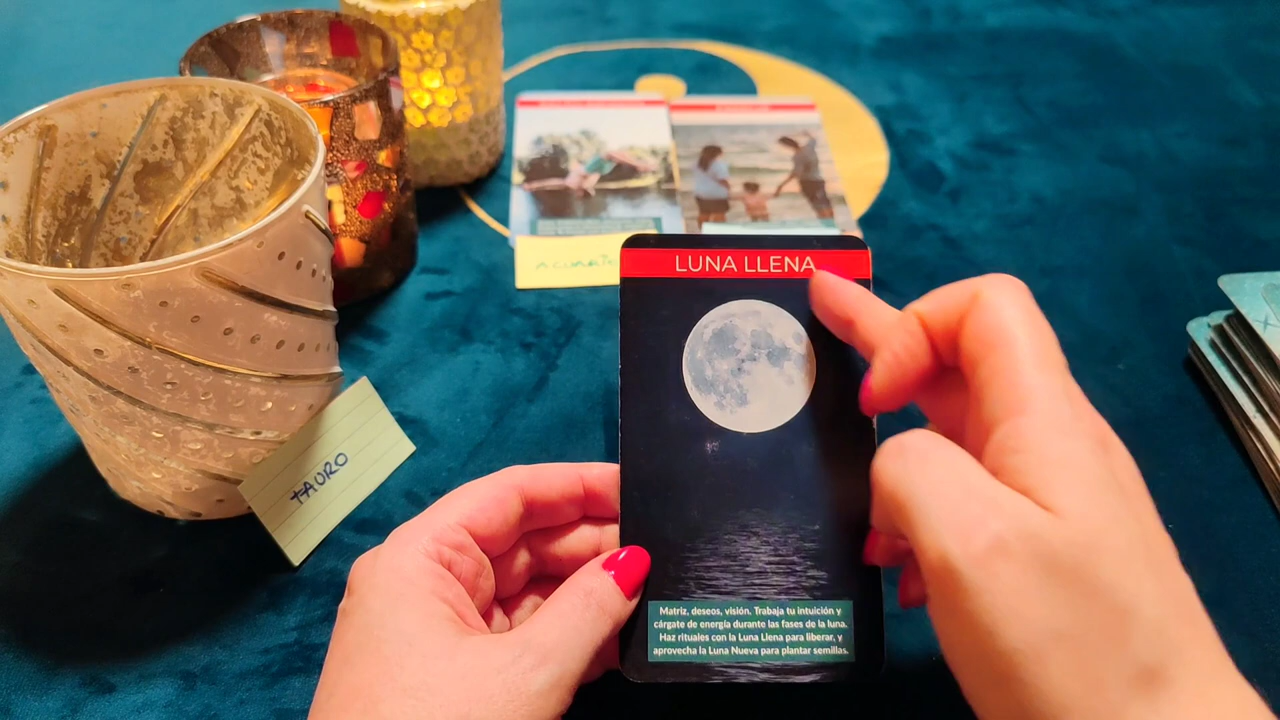 LUNA LLENA
Matriz, deseos, visión. Trabaja tu intuición y
cárgate de energía durante las fases de la luna.
Haz rituales con la Luna Llena para liberar, y
aprovecha la Luna Nueva para plantar semillas.
TAURO